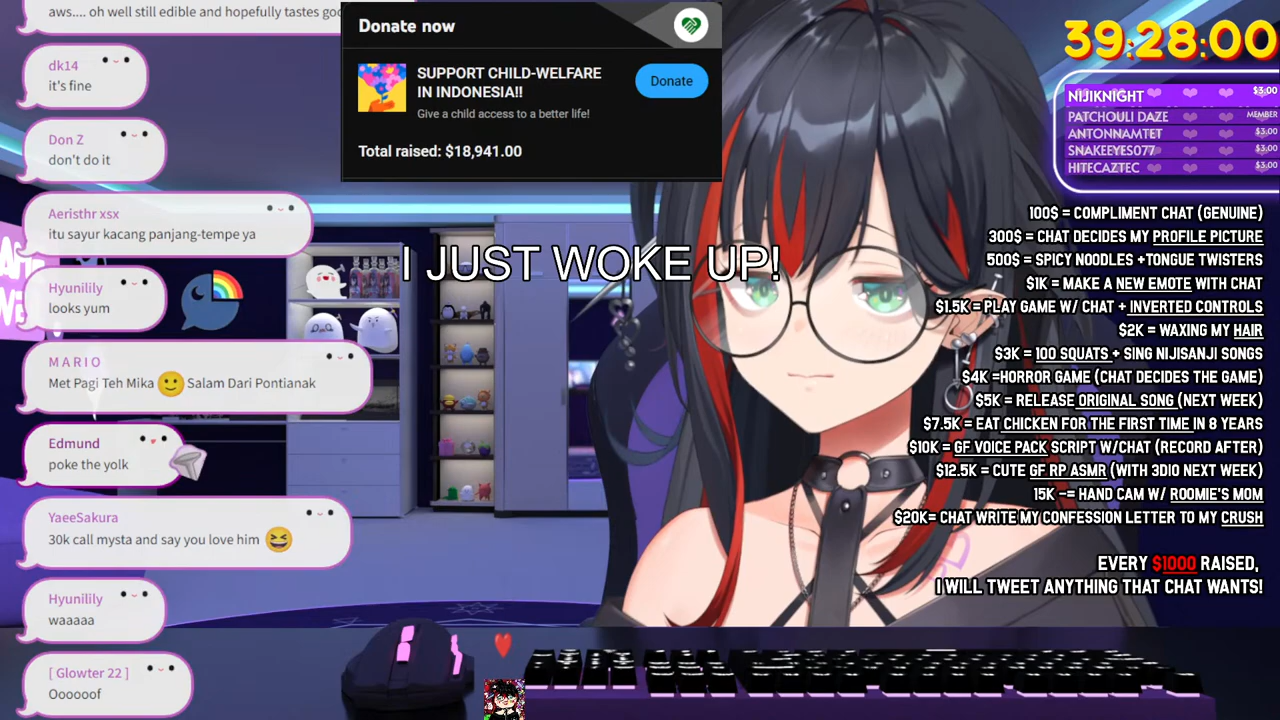 aws.... oh well still edible and hopefully tastes
dk14
it's fine
Don Z
don't do it
Aeristhr xsx
itu sayur kacang panjang-tempe ya
Hyunilily
looks yum
M A R I O
Met Pagi Teh Mika 🙂 Salam Dari Pontianak
Edmund
poke the yolk
YaeeSakura
30k call mysta and say you love him 😆
Hyunilily
waaaaa
[ Glowter 22 ]
Oooooof
Donate now
SUPPORT CHILD-WELFARE
IN INDONESIA!!
Donate
Give a child access to a better life!
Total raised: $18,941.00
I JUST WOKE UP!
39:28:00
NIJIKNIGHT $3.00
PATCHOULI DAZE MEMBER
ANTONNAMTET $3.00
SNAKEEYES077 $3.00
HITECAZTEC $3.00
100$ = COMPLIMENT CHAT (GENUINE)
300$ = CHAT DECIDES MY PROFILE PICTURE
500$ = SPICY NOODLES +TONGUE TWISTERS
$1K = MAKE A NEW EMOTE WITH CHAT
$1.5K = PLAY GAME W/ CHAT + INVERTED CONTROLS
$2K = WAXING MY HAIR
$3K = 100 SQUATS + SING NIJISANJI SONGS
$4K =HORROR GAME (CHAT DECIDES THE GAME)
$5K = RELEASE ORIGINAL SONG (NEXT WEEK)
$7.5K = EAT CHICKEN FOR THE FIRST TIME IN 8 YEARS
$10K = GF VOICE PACK SCRIPT W/CHAT (RECORD AFTER)
$12.5K = CUTE GF RP ASMR (WITH 3DIO NEXT WEEK)
15K -= HAND CAM W/ ROOMIE'S MOM
$20K= CHAT WRITE MY CONFESSION LETTER TO MY CRUSH
EVERY $1000 RAISED,
I WILL TWEET ANYTHING THAT CHAT WANTS!